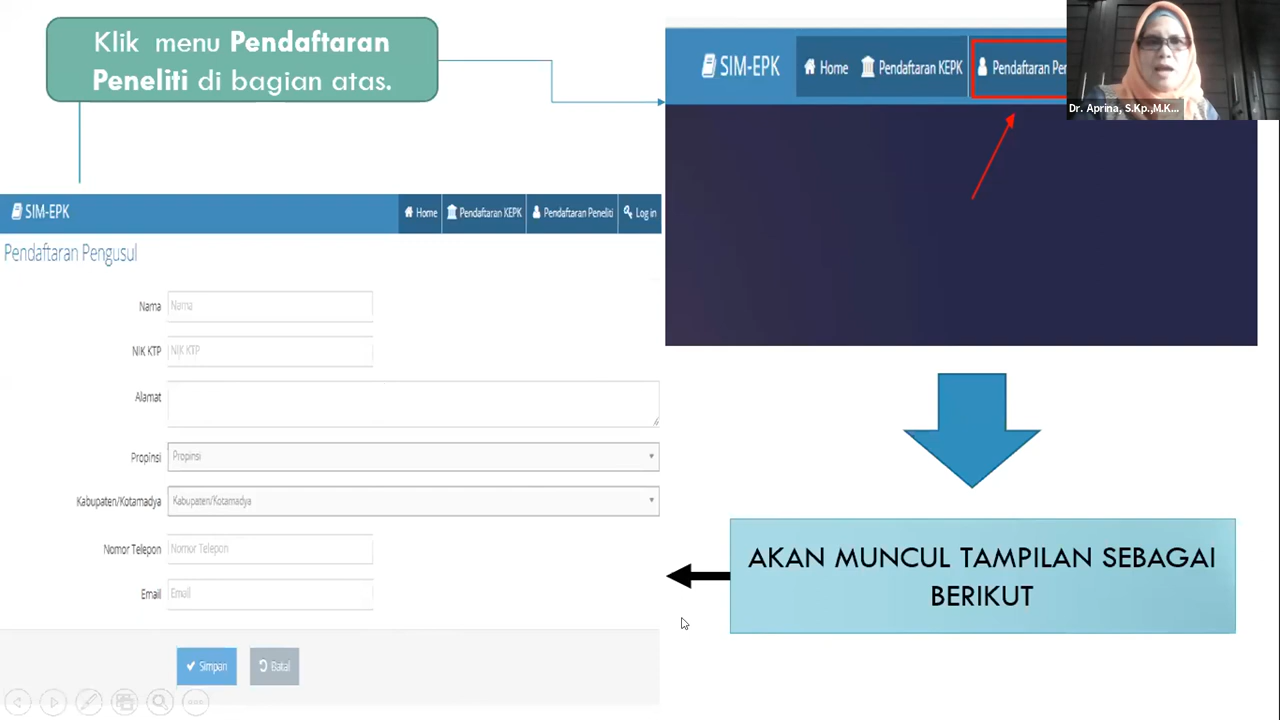 Klik menu Pendaftaran
Peneliti di bagian atas.
SIM-EPK
Home
Pendaftaran KEPK
Pendaftaran Pe
Dr. Aprina, S.Kp.,M.K...
SIM-EPK
Home
Pendaftaran KEPK
Pendaftaran Peneliti
Log in
Pendaftaran Pengusul
Nama Nama
NIK KTP NIK KTP
Alamat
Propinsi Propinsi
Kabupaten/Kotamadya Kabupaten/Kotamadya
Nomor Telepon Nomor Telepon
Email Email
Simpan
Batal
AKAN MUNCUL TAMPILAN SEBAGAI
BERIKUT